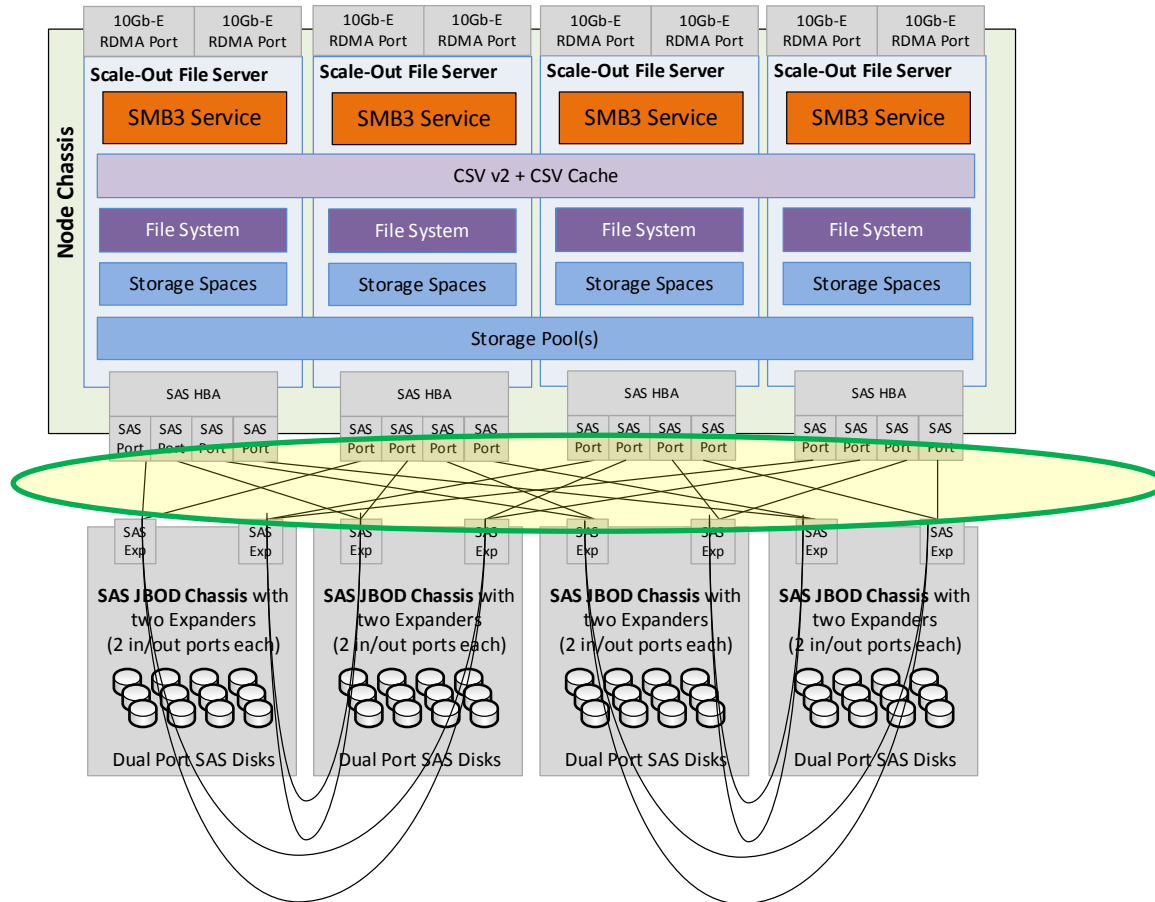 10Gb-E
RDMA Port
10Gb-E
RDMA Port
10Gb-E
RDMA Port
10Gb-E
RDMA Port
10Gb-E
RDMA Port
10Gb-E
RDMA Port
10Gb-E
RDMA Port
10Gb-E
RDMA Port
Node Chassis
Scale-Out File Server
Scale-Out File Server
Scale-Out File Server
Scale-Out File Server
SMB3 Service
SMB3 Service
SMB3 Service
SMB3 Service
CSV v2 + CSV Cache
File System
File System
File System
File System
Storage Spaces
Storage Spaces
Storage Spaces
Storage Spaces
Storage Pool(s)
SAS HBA
SAS HBA
SAS HBA
SAS HBA
SAS
Port
SAS
Port
SAS
Port
SAS
Port
SAS
Port
SAS
Port
SAS
Port
SAS
Port
SAS
Port
SAS
Port
SAS
Port
SAS
Port
SAS
Port
SAS
Port
SAS
Port
SAS
Port
SAS
Exp
SAS
Exp
SAS
Exp
SAS
Exp
SAS
Exp
SAS
Exp
SAS
Exp
SAS
Exp
SAS JBOD Chassis with
two Expanders
(2 in/out ports each)
Dual Port SAS Disks
SAS JBOD Chassis with
two Expanders
(2 in/out ports each)
Dual Port SAS Disks
SAS JBOD Chassis with
two Expanders
(2 in/out ports each)
Dual Port SAS Disks
SAS JBOD Chassis with
two Expanders
(2 in/out ports each)
Dual Port SAS Disks